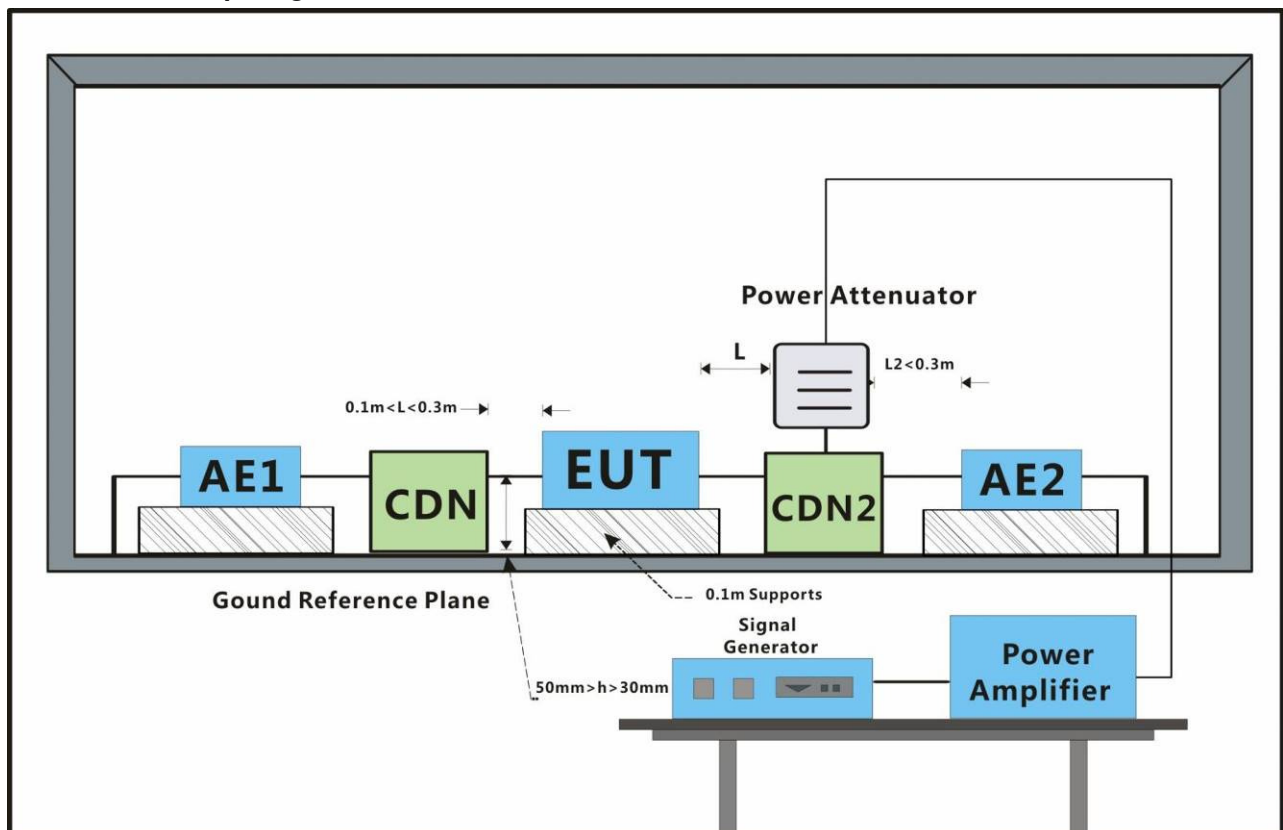 Power Attenuator
L
L2<0.3m
0.1m<L<0.3m
AE1
CDN
EUT
CDN2
AE2
Gound Reference Plane
0.1m Supports
Signal
Generator
50mm>h>30mm
Power
Amplifier